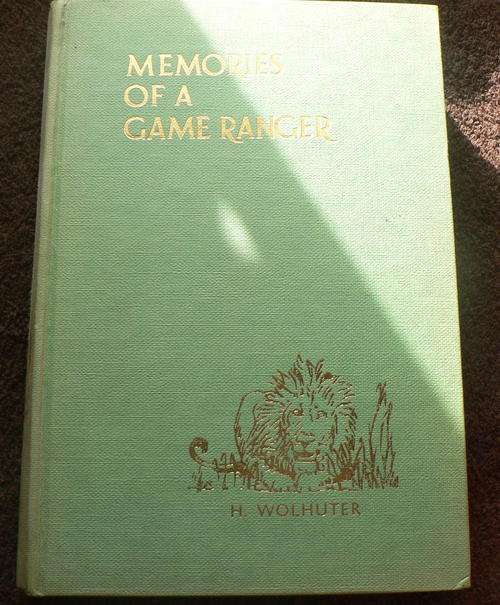 MEMORIES
OF A
GAME RANGER
H. WOLHUTER